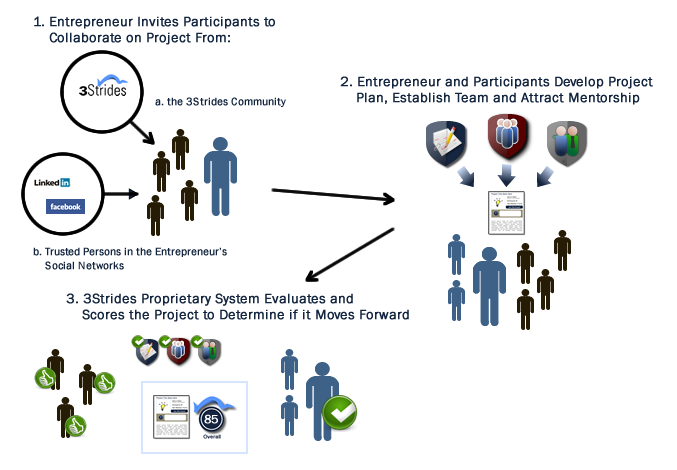 1. Entrepreneur Invites Participants to
Collaborate on Project From:
3Strides
a. the 3Strides Community
Linked in
facebook
b. Trusted Persons in the Entrepreneur's
Social Networks
2. Entrepreneur and Participants Develop Project
Plan, Establish Team and Attract Mentorship
3. 3Strides Proprietary System Evaluates and
Scores the Project to Determine if it Moves Forward
85
Overall